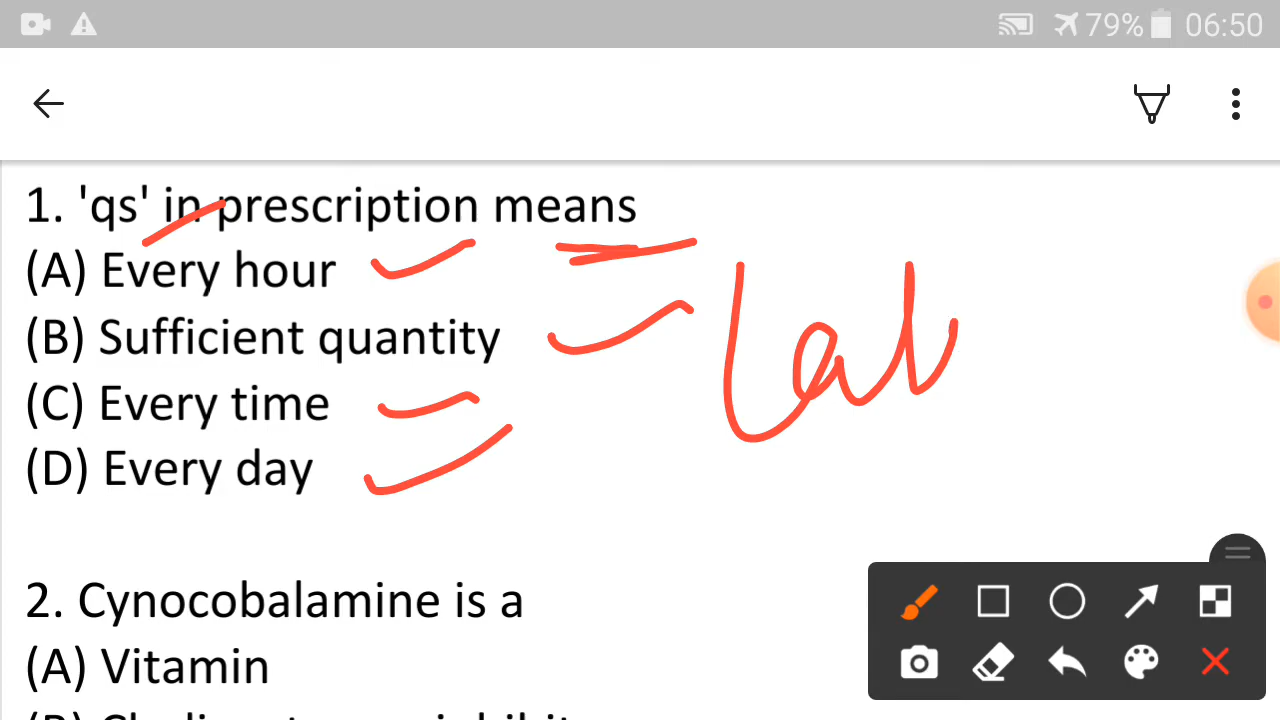 79% 06:50
1. 'qs' in prescription means
(A) Every hour
(B) Sufficient quantity
(C) Every time
(D) Every day
2. Cynocobalamine is a
(A) Vitamin